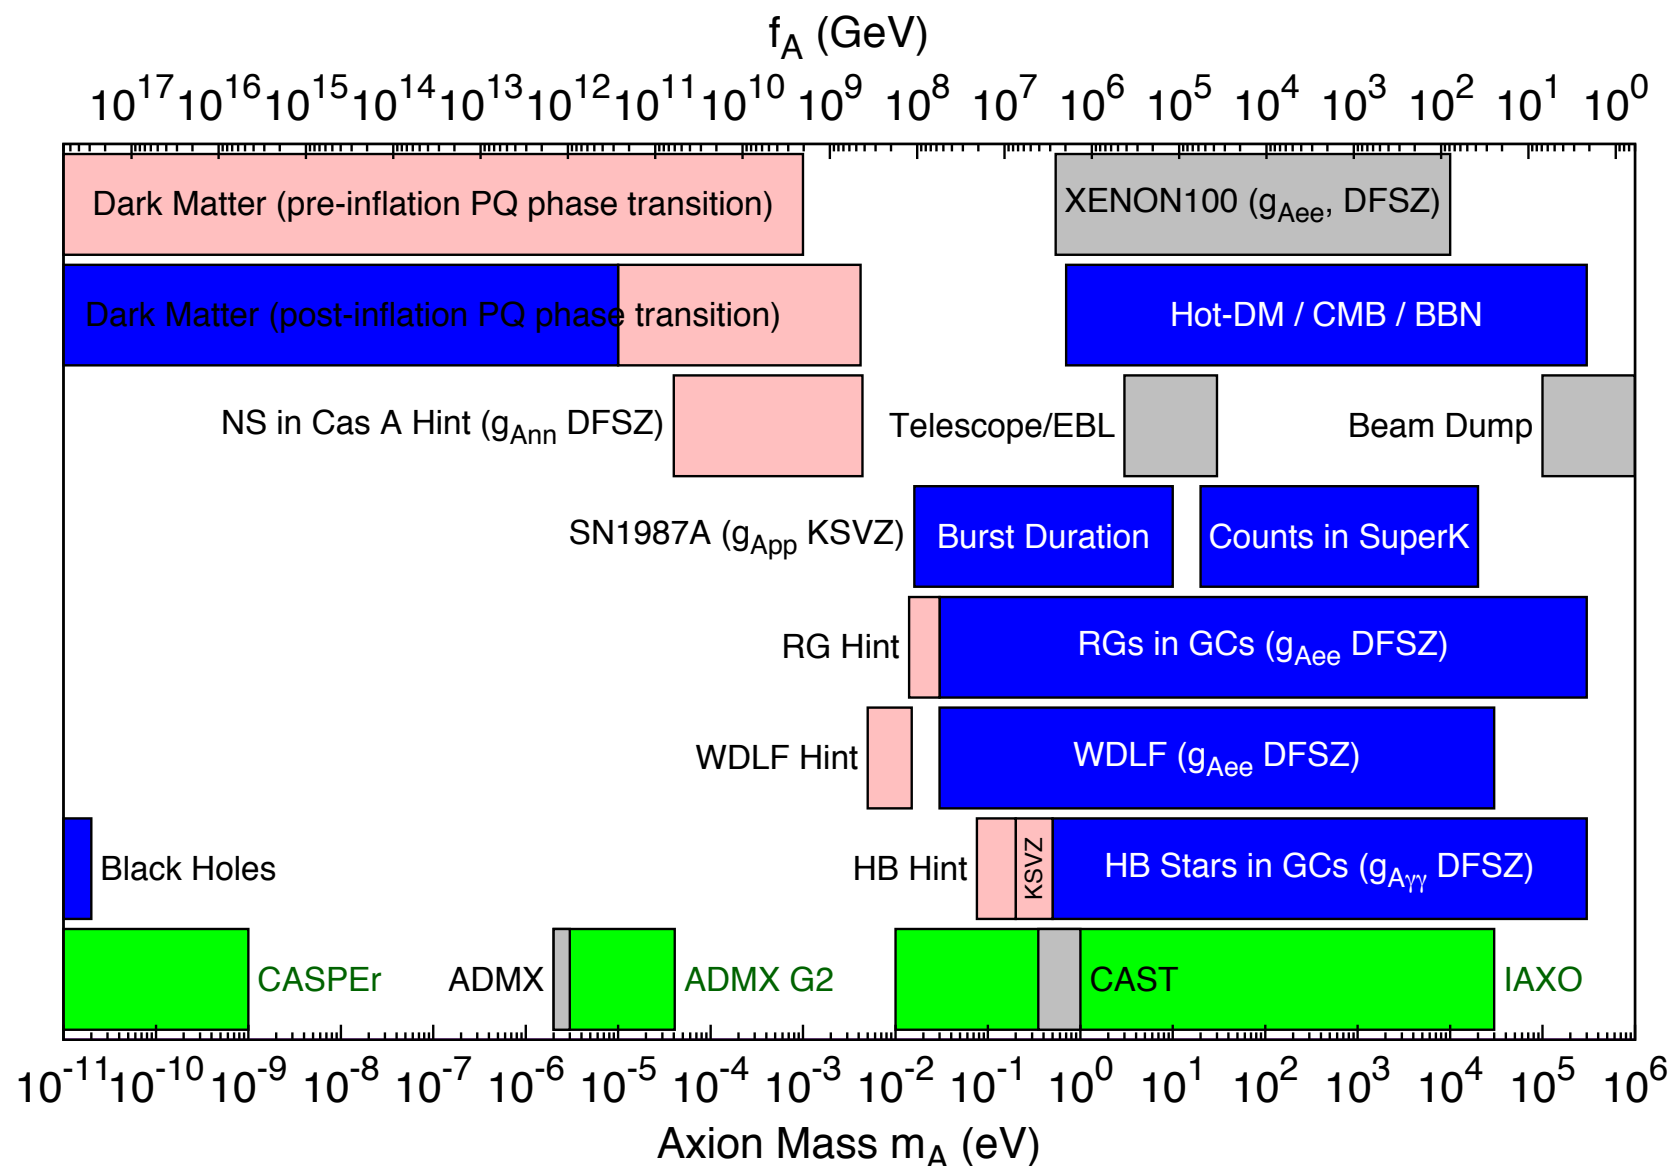 f_A (GeV)
10^17 10^16 10^15 10^14 10^13 10^12 10^11 10^10 10^9 10^8 10^7 10^6 10^5 10^4 10^3 10^2 10^1 10^0
Dark Matter (pre-inflation PQ phase transition) XENON100 (g_Aee, DFSZ)
Dark Matter (post-inflation PQ phase transition) Hot-DM / CMB / BBN
NS in Cas A Hint (g_Ann DFSZ) Telescope/EBL Beam Dump
SN1987A (g_App KSVZ) Burst Duration Counts in SuperK
RG Hint RGs in GCs (g_Aee DFSZ)
WDLF Hint WDLF (g_Aee DFSZ)
Black Holes HB Hint KSVZ HB Stars in GCs (g_Aγγ DFSZ)
CASPEr ADMX ADMX G2 CAST IAXO
10^-11 10^-10 10^-9 10^-8 10^-7 10^-6 10^-5 10^-4 10^-3 10^-2 10^-1 10^0 10^1 10^2 10^3 10^4 10^5 10^6
Axion Mass m_A (eV)